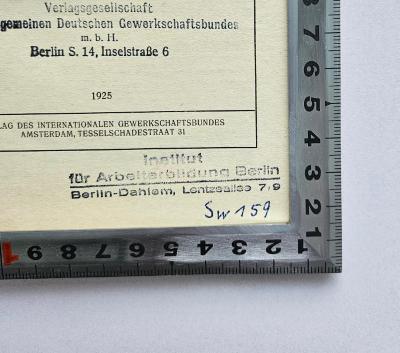 Verlagsgesellschaft
gemeinen Deutschen Gewerkschaftsbundes
m. b. H.
Berlin S. 14, Inselstraße 6
1925
LAG DES INTERNATIONALEN GEWERKSCHAFTSBUNDES
AMSTERDAM, TESSELSCHADESTRAAT 31
Institut
für Arbeiterbildung Berlin
Berlin-Dahlem, Lentzeallee 7/9
Sw 159
7 6 5 4 3 2 1
1 9 8 7 6 5 4 3 2 1